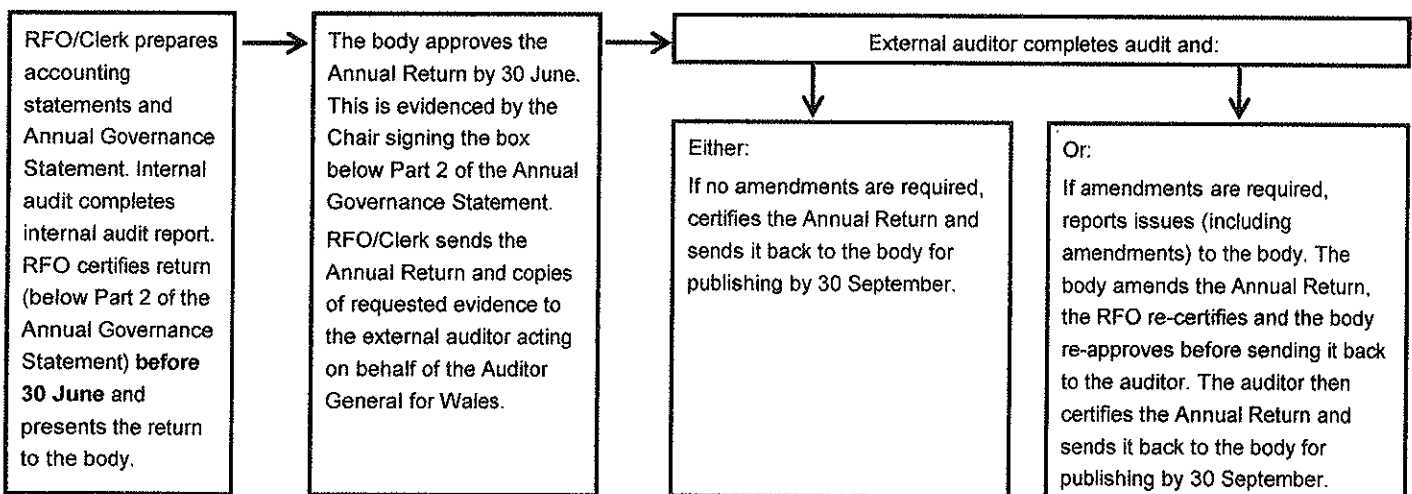 RFO/Clerk prepares
accounting
statements and
Annual Governance
Statement. Internal
audit completes
internal audit report.
RFO certifies return
(below Part 2 of the
Annual Governance
Statement) before
30 June and
presents the return
to the body.
The body approves the
Annual Return by 30 June.
This is evidenced by the
Chair signing the box
below Part 2 of the Annual
Governance Statement.
RFO/Clerk sends the
Annual Return and copies
of requested evidence to
the external auditor acting
on behalf of the Auditor
General for Wales.
External auditor completes audit and:
Either:
If no amendments are required,
certifies the Annual Return and
sends it back to the body for
publishing by 30 September.
Or:
If amendments are required,
reports issues (including
amendments) to the body. The
body amends the Annual Return,
the RFO re-certifies and the body
re-approves before sending it back
to the auditor. The auditor then
certifies the Annual Return and
sends it back to the body for
publishing by 30 September.